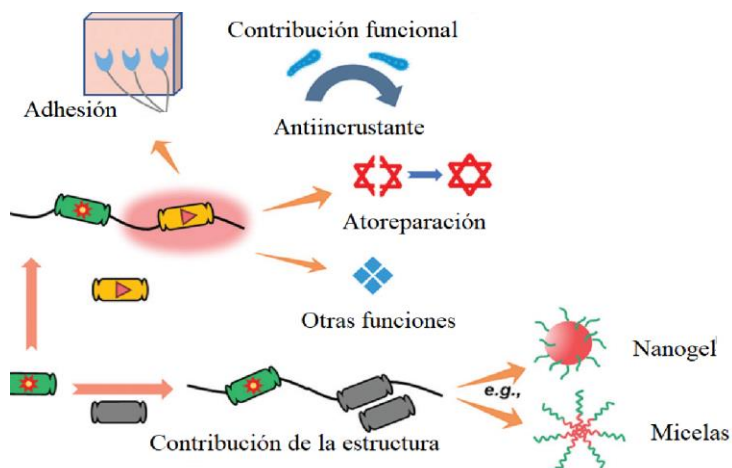 Contribución funcional
Adhesión
Antiincrustante
Atoreparación
Otras funciones
Nanogel
e.g.,
Contribución de la estructura
Micelas